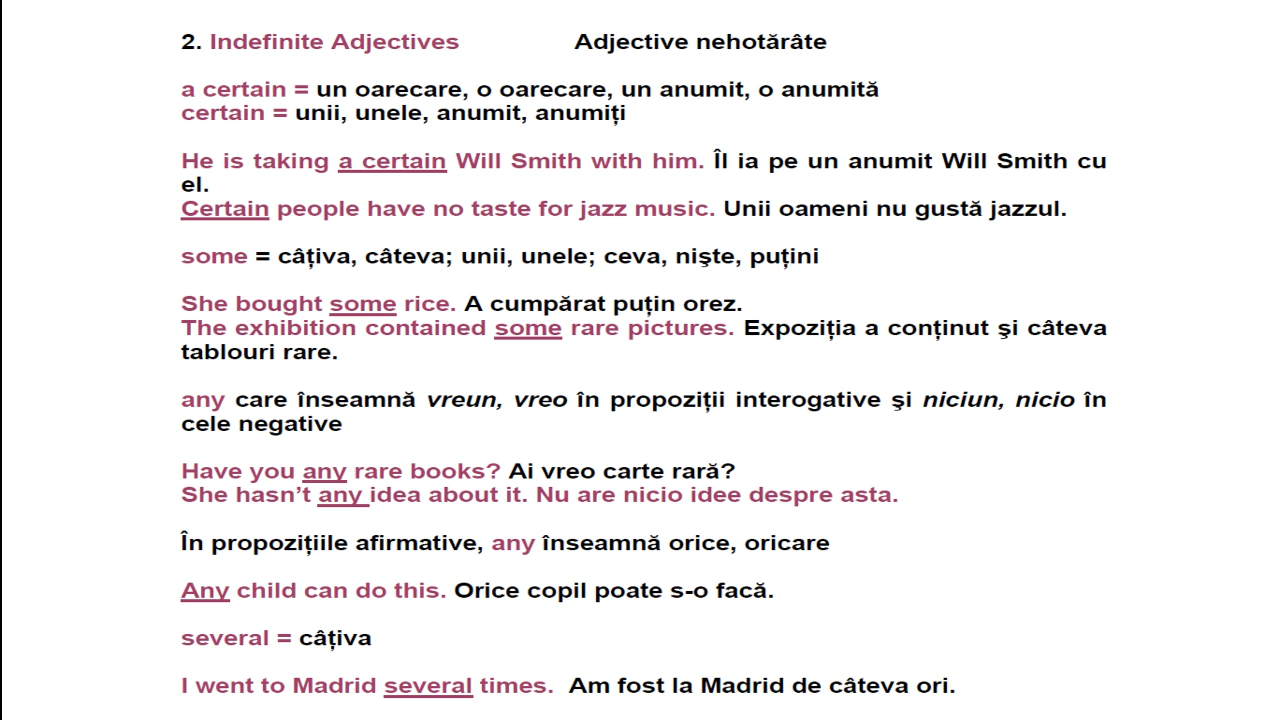 2. Indefinite Adjectives Adjective nehotărâte
a certain = un oarecare, o oarecare, un anumit, o anumită
certain = unii, unele, anumit, anumiți
He is taking a certain Will Smith with him. Îl ia pe un anumit Will Smith cu
el.
Certain people have no taste for jazz music. Unii oameni nu gustă jazzul.
some = câțiva, câteva; unii, unele; ceva, nişte, puțini
She bought some rice. A cumpărat puțin orez.
The exhibition contained some rare pictures. Expoziția a conținut şi câteva
tablouri rare.
any care înseamnă vreun, vreo în propoziții interogative şi niciun, nicio în
cele negative
Have you any rare books? Ai vreo carte rară?
She hasn’t any idea about it. Nu are nicio idee despre asta.
În propozițiile afirmative, any înseamnă orice, oricare
Any child can do this. Orice copil poate s-o facă.
several = câțiva
I went to Madrid several times. Am fost la Madrid de câteva ori.